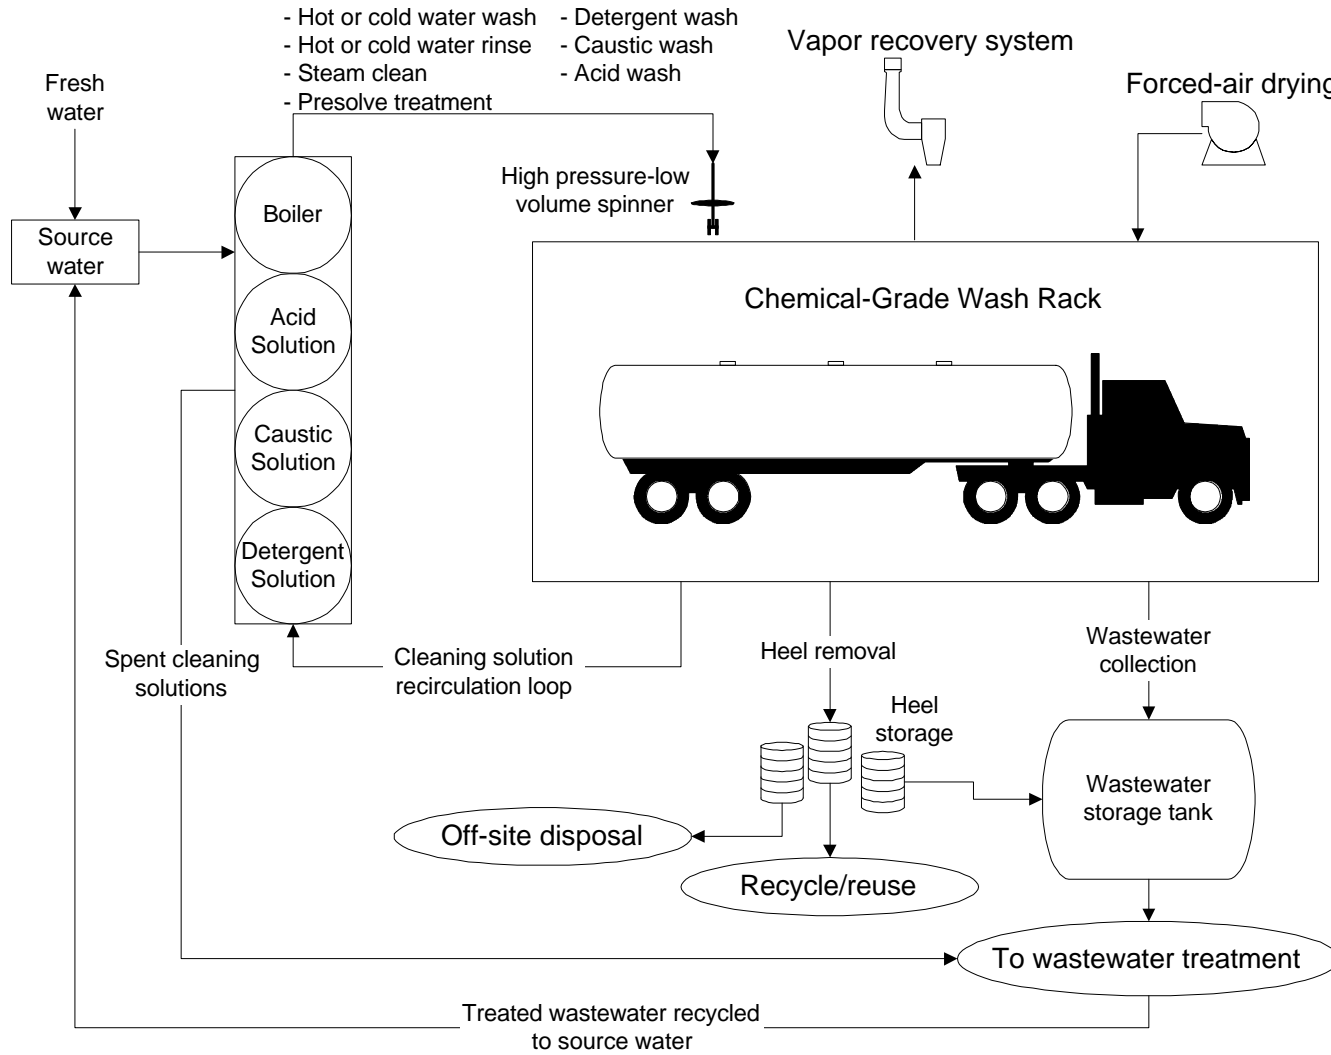 - Hot or cold water wash
- Hot or cold water rinse
- Steam clean
- Presolve treatment
- Detergent wash
- Caustic wash
- Acid wash
Vapor recovery system
Forced-air drying
Fresh
water
Source
water
Boiler
Acid
Solution
Caustic
Solution
Detergent
Solution
High pressure-low
volume spinner
Chemical-Grade Wash Rack
Spent cleaning
solutions
Cleaning solution
recirculation loop
Heel removal
Wastewater
collection
Heel
storage
Wastewater
storage tank
Off-site disposal
Recycle/reuse
To wastewater treatment
Treated wastewater recycled
to source water